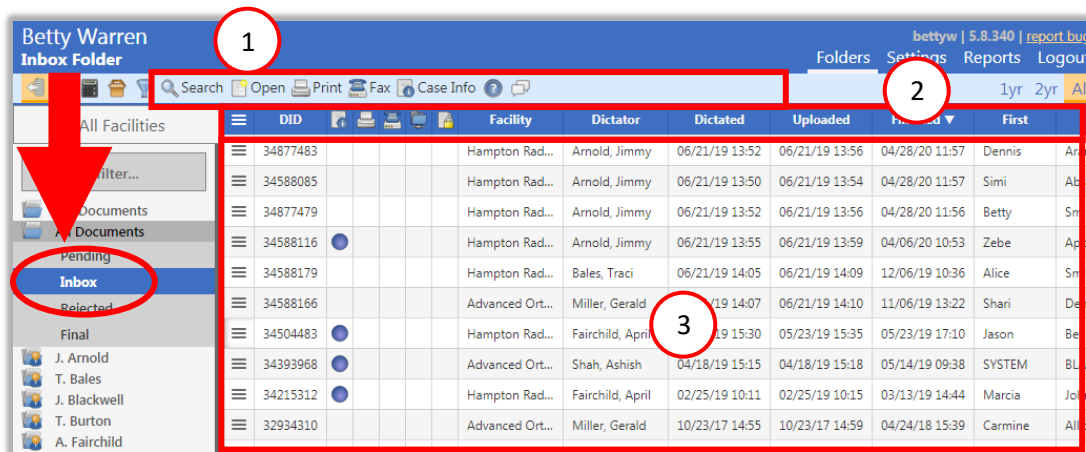 Betty Warren
bettyw | 5.8.340 | report bug
Inbox Folder
Folders Settings Reports Logout
1
Search Open Print Fax Case Info ?
1yr 2yr All
2
All Facilities
DID Facility Dictator Dictated Uploaded First
Filter...
34877483 Hampton Rad... Arnold, Jimmy 06/21/19 13:52 06/21/19 13:56 04/28/20 11:57 Dennis
34588085 Hampton Rad... Arnold, Jimmy 06/21/19 13:50 06/21/19 13:54 04/28/20 11:57 Simi Ab
Documents
34877479 Hampton Rad... Arnold, Jimmy 06/21/19 13:52 06/21/19 13:56 04/28/20 11:56 Betty Sm
All Documents
34588116 Hampton Rad... Arnold, Jimmy 06/21/19 13:55 06/21/19 13:59 04/06/20 10:53 Zebe
Pending
Inbox
34588179 Hampton Rad... Bales, Traci 06/21/19 14:05 06/21/19 14:09 12/06/19 10:36 Alice Sm
Rejected
34588166 Advanced Ort... Miller, Gerald 14:07 06/21/19 14:10 11/06/19 13:22 Shari
3
Final
34504483 Hampton Rad... Fairchild, April 15:30 05/23/19 15:35 05/23/19 17:10 Jason Be
J. Arnold
34393968 Advanced Ort... Shah, Ashish 04/18/19 15:15 04/18/19 15:18 05/14/19 09:38 SYSTEM
T. Bales
34215312 Hampton Rad... Fairchild, April 02/25/19 10:11 02/25/19 10:15 03/13/19 14:44 Marcia
J. Blackwell
T. Burton
32934310 Advanced Ort... Miller, Gerald 10/23/17 14:55 10/23/17 14:59 04/24/18 15:39 Carmine
A. Fairchild